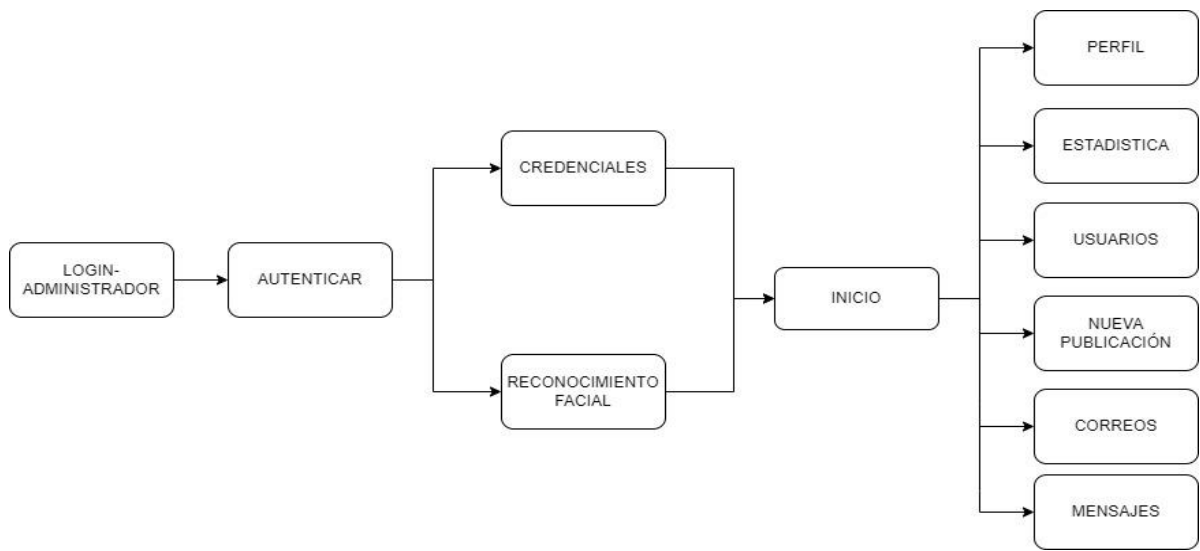 LOGIN-
ADMINISTRADOR
AUTENTICAR
CREDENCIALES
RECONOCIMIENTO
FACIAL
INICIO
PERFIL
ESTADISTICA
USUARIOS
NUEVA
PUBLICACIÓN
CORREOS
MENSAJES